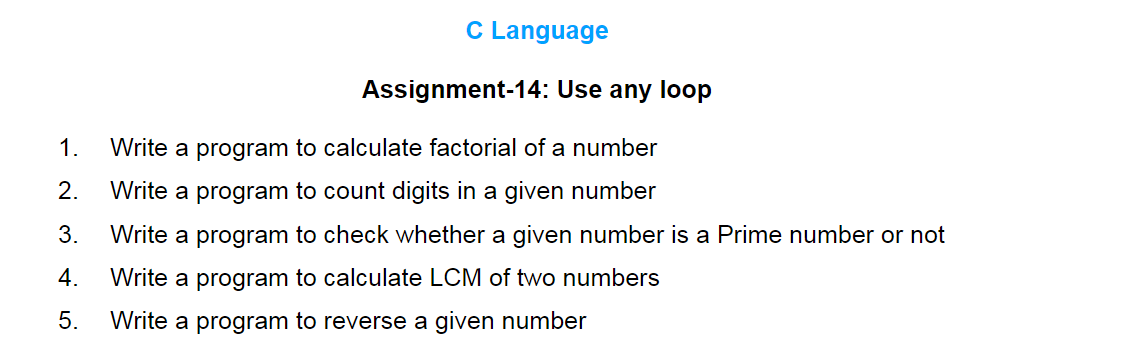 C Language
Assignment-14: Use any loop
1. Write a program to calculate factorial of a number
2. Write a program to count digits in a given number
3. Write a program to check whether a given number is a Prime number or not
4. Write a program to calculate LCM of two numbers
5. Write a program to reverse a given number